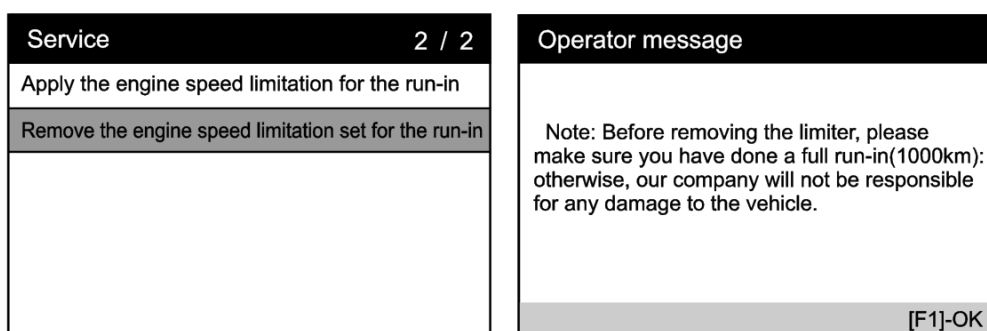 Service 2 / 2
Apply the engine speed limitation for the run-in
Remove the engine speed limitation set for the run-in
Operator message
Note: Before removing the limiter, please
make sure you have done a full run-in(1000km):
otherwise, our company will not be responsible
for any damage to the vehicle.
[F1]-OK